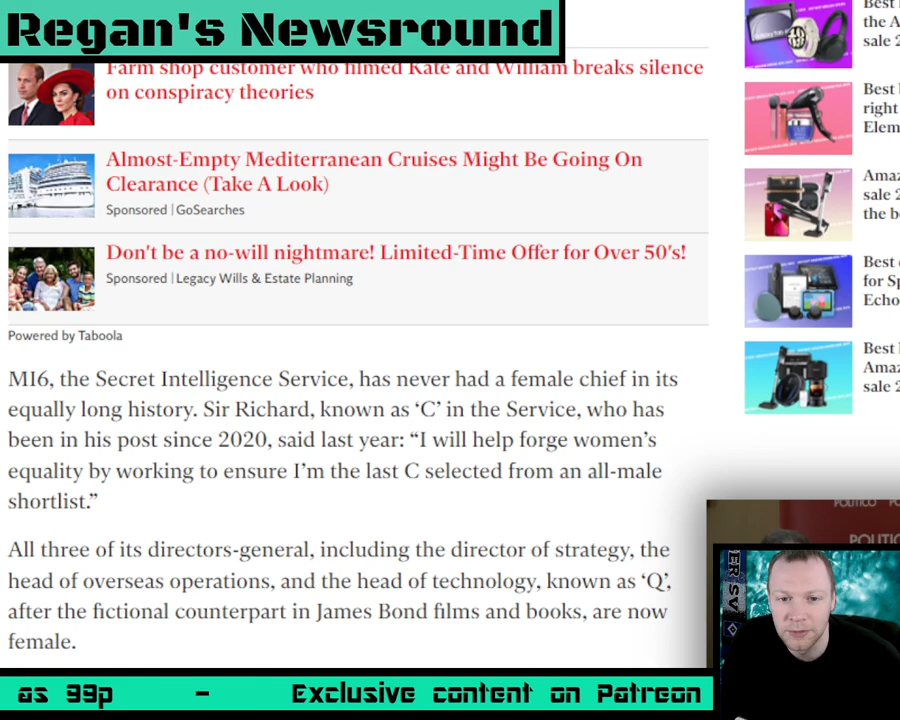 Regan's Newsround
Farm shop customer who filmed Kate and William breaks silence
on conspiracy theories
Almost-Empty Mediterranean Cruises Might Be Going On
Clearance (Take A Look)
Sponsored | GoSearches
Don't be a no-will nightmare! Limited-Time Offer for Over 50's!
Sponsored | Legacy Wills & Estate Planning
Powered by Taboola
MI6, the Secret Intelligence Service, has never had a female chief in its
equally long history. Sir Richard, known as ‘C’ in the Service, who has
been in his post since 2020, said last year: “I will help forge women’s
equality by working to ensure I’m the last C selected from an all-male
shortlist.”
All three of its directors-general, including the director of strategy, the
head of overseas operations, and the head of technology, known as ‘Q’,
after the fictional counterpart in James Bond films and books, are now
female.
Best
the A
sale 2
Best
right
Elem
Amaz
sale 2
the b
Best
for Sp
Echo
Best
Amaz
sale 2
POLITICO
POLITIC
ER SV
as 99p - Exclusive content on Patreon